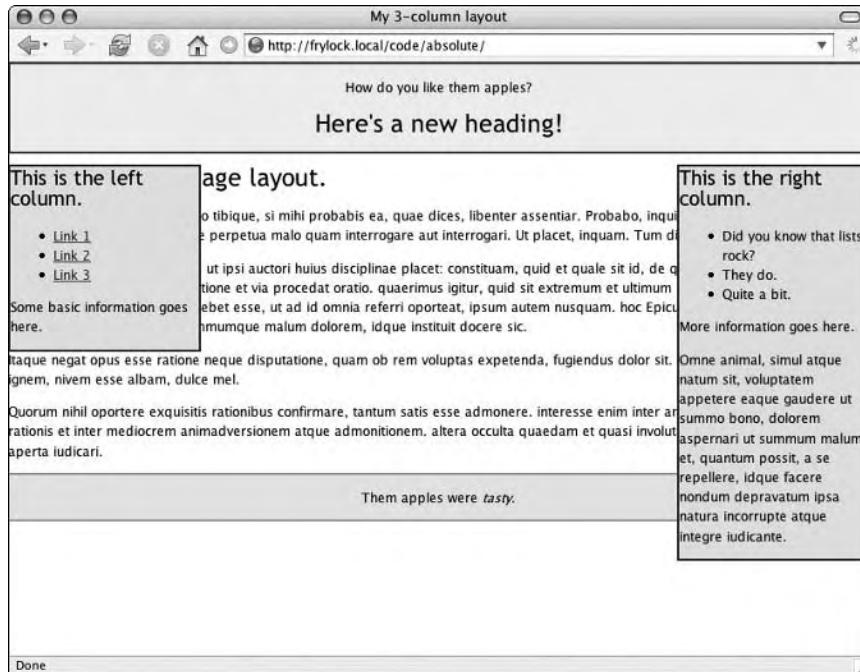 My 3-column layout
http://frylock.local/code/absolute/
How do you like them apples?
Here's a new heading!
This is the left
column.
Link 1
Link 2
Link 3
Some basic information goes
here.
age layout.
o tibique, si mihi probabis ea, quae dices, libenter assentiar. Probabo, inqui
perpetua malo quam interrogare aut interrogari. Ut placet, inquam. Tum di
ut ipsi auctori huius disciplinae placet: constituam, quid et quale sit id, de q
tione et via procedat oratio. quaerimus igitur, quid sit extremum et ultimum
ebet esse, ut ad id omnia referri oporteat, ipsum autem nusquam. hoc Epicu
mmumque malum dolorem, idque instituit docere sic.
Itaque negat opus esse ratione neque disputatione, quam ob rem voluptas expetenda, fugiendus dolor sit.
ignem, nivem esse albam, dulce mel.
Quorum nihil oportere exquisitis rationibus confirmare, tantum satis esse admonere. interesse enim inter ar
rationis et inter mediocrem animadversionem atque admonitionem. altera occulta quaedam et quasi involut
aperta iudicari.
This is the right
column.
Did you know that lists
rock?
They do.
Quite a bit.
More information goes here.
Omne animal, simul atque
natum sit, voluptatem
appetere eaque gaudere ut
summo bono, dolorem
aspernari ut summum malum
et, quantum possit, a se
repellere, idque facere
nondum depravatum ipsa
natura incorrupte atque
integre iudicante.
Them apples were tasty.
Done